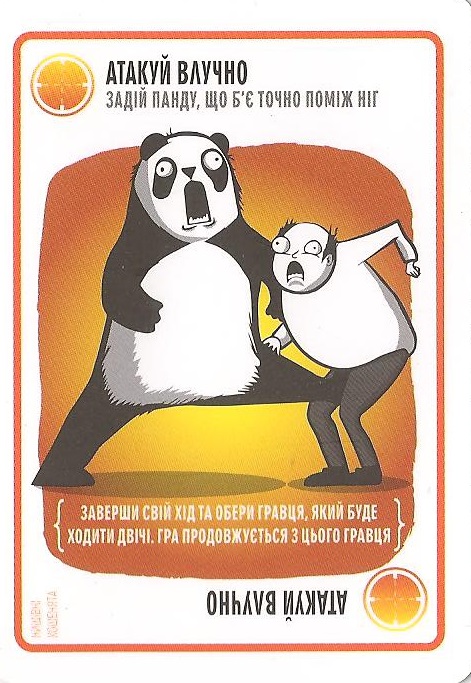 АТАКУЙ ВЛУЧНО
ЗАДІЙ ПАНДУ, ЩО Б'Є ТОЧНО ПОМІЖ НІГ
ЗАВЕРШИ СВІЙ ХІД ТА ОБЕРИ ГРАВЦЯ, ЯКИЙ БУДЕ
ХОДИТИ ДВІЧІ. ГРА ПРОДОВЖУЄТЬСЯ З ЦЬОГО ГРАВЦЯ
АТАКУЙ ВЛУЧНО